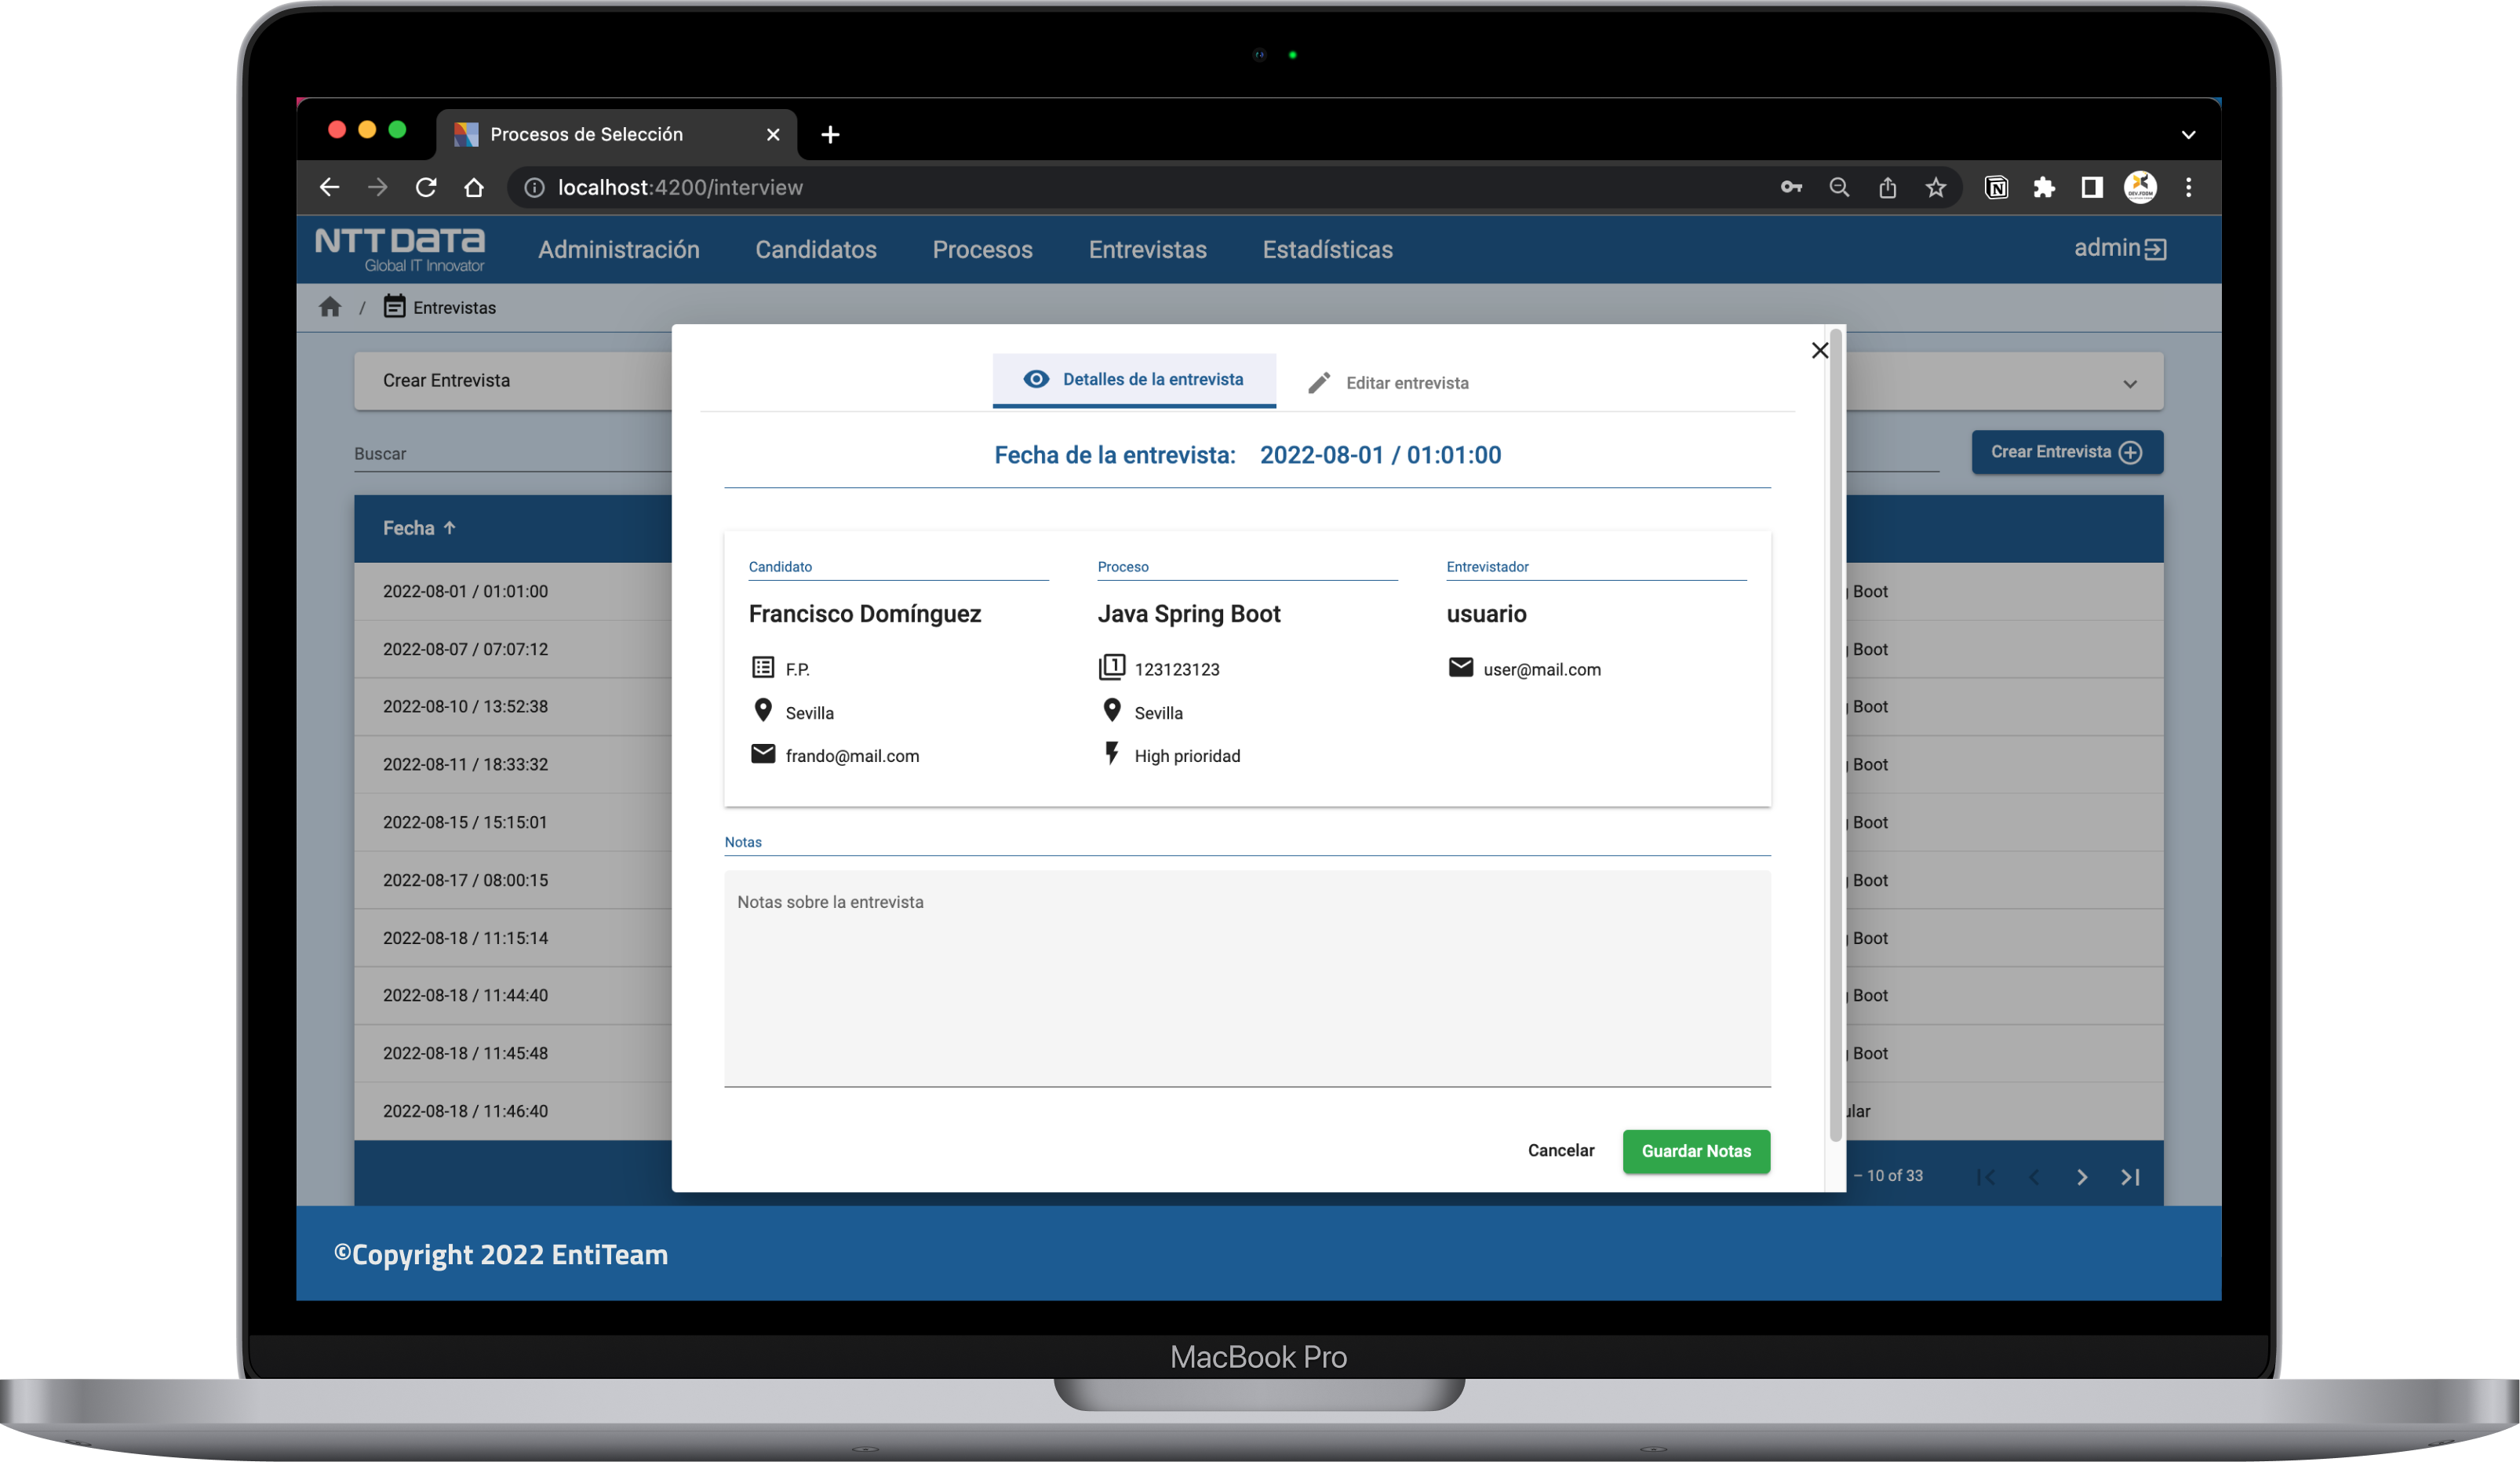 Procesos de Selección
localhost:4200/interview
NTT DATA
Global IT Innovator
Administración Candidatos Procesos Entrevistas Estadísticas admin
/ Entrevistas
Crear Entrevista
Detalles de la entrevista Editar entrevista
Buscar
Fecha de la entrevista: 2022-08-01 / 01:01:00
Crear Entrevista
Fecha
Candidato Proceso Entrevistador
Francisco Domínguez Java Spring Boot usuario
F.P. 123123123 user@mail.com
Sevilla Sevilla
frando@mail.com High prioridad
Notas
Notas sobre la entrevista
Cancelar Guardar Notas
2022-08-01 / 01:01:00 Boot
2022-08-07 / 07:07:12 Boot
2022-08-10 / 13:52:38 Boot
2022-08-11 / 18:33:32 Boot
2022-08-15 / 15:15:01 Boot
2022-08-17 / 08:00:15 Boot
2022-08-18 / 11:15:14 Boot
2022-08-18 / 11:44:40 Boot
2022-08-18 / 11:45:48 Boot
2022-08-18 / 11:46:40
– 10 of 33
©Copyright 2022 EntiTeam
MacBook Pro